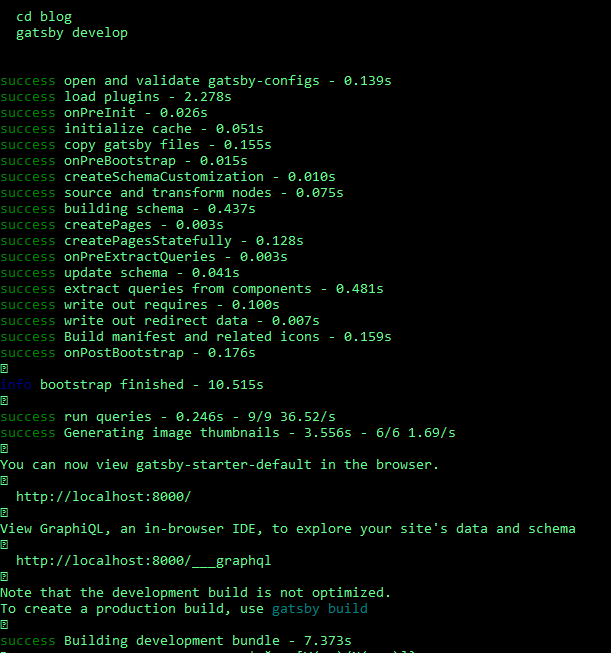 cd blog
gatsby develop
success open and validate gatsby-configs - 0.139s
success load plugins - 2.278s
success onPreInit - 0.026s
success initialize cache - 0.051s
success copy gatsby files - 0.155s
success onPreBootstrap - 0.015s
success createSchemaCustomization - 0.010s
success source and transform nodes - 0.075s
success building schema - 0.437s
success createPages - 0.003s
success createPagesStatefully - 0.128s
success onPreExtractQueries - 0.003s
success update schema - 0.041s
success extract queries from components - 0.481s
success write out requires - 0.100s
success write out redirect data - 0.007s
success Build manifest and related icons - 0.159s
success onPostBootstrap - 0.176s
info bootstrap finished - 10.515s
success run queries - 0.246s - 9/9 36.52/s
success Generating image thumbnails - 3.556s - 6/6 1.69/s
You can now view gatsby-starter-default in the browser.
http://localhost:8000/
View GraphiQL, an in-browser IDE, to explore your site's data and schema
http://localhost:8000/___graphql
Note that the development build is not optimized.
To create a production build, use gatsby build
success Building development bundle - 7.373s